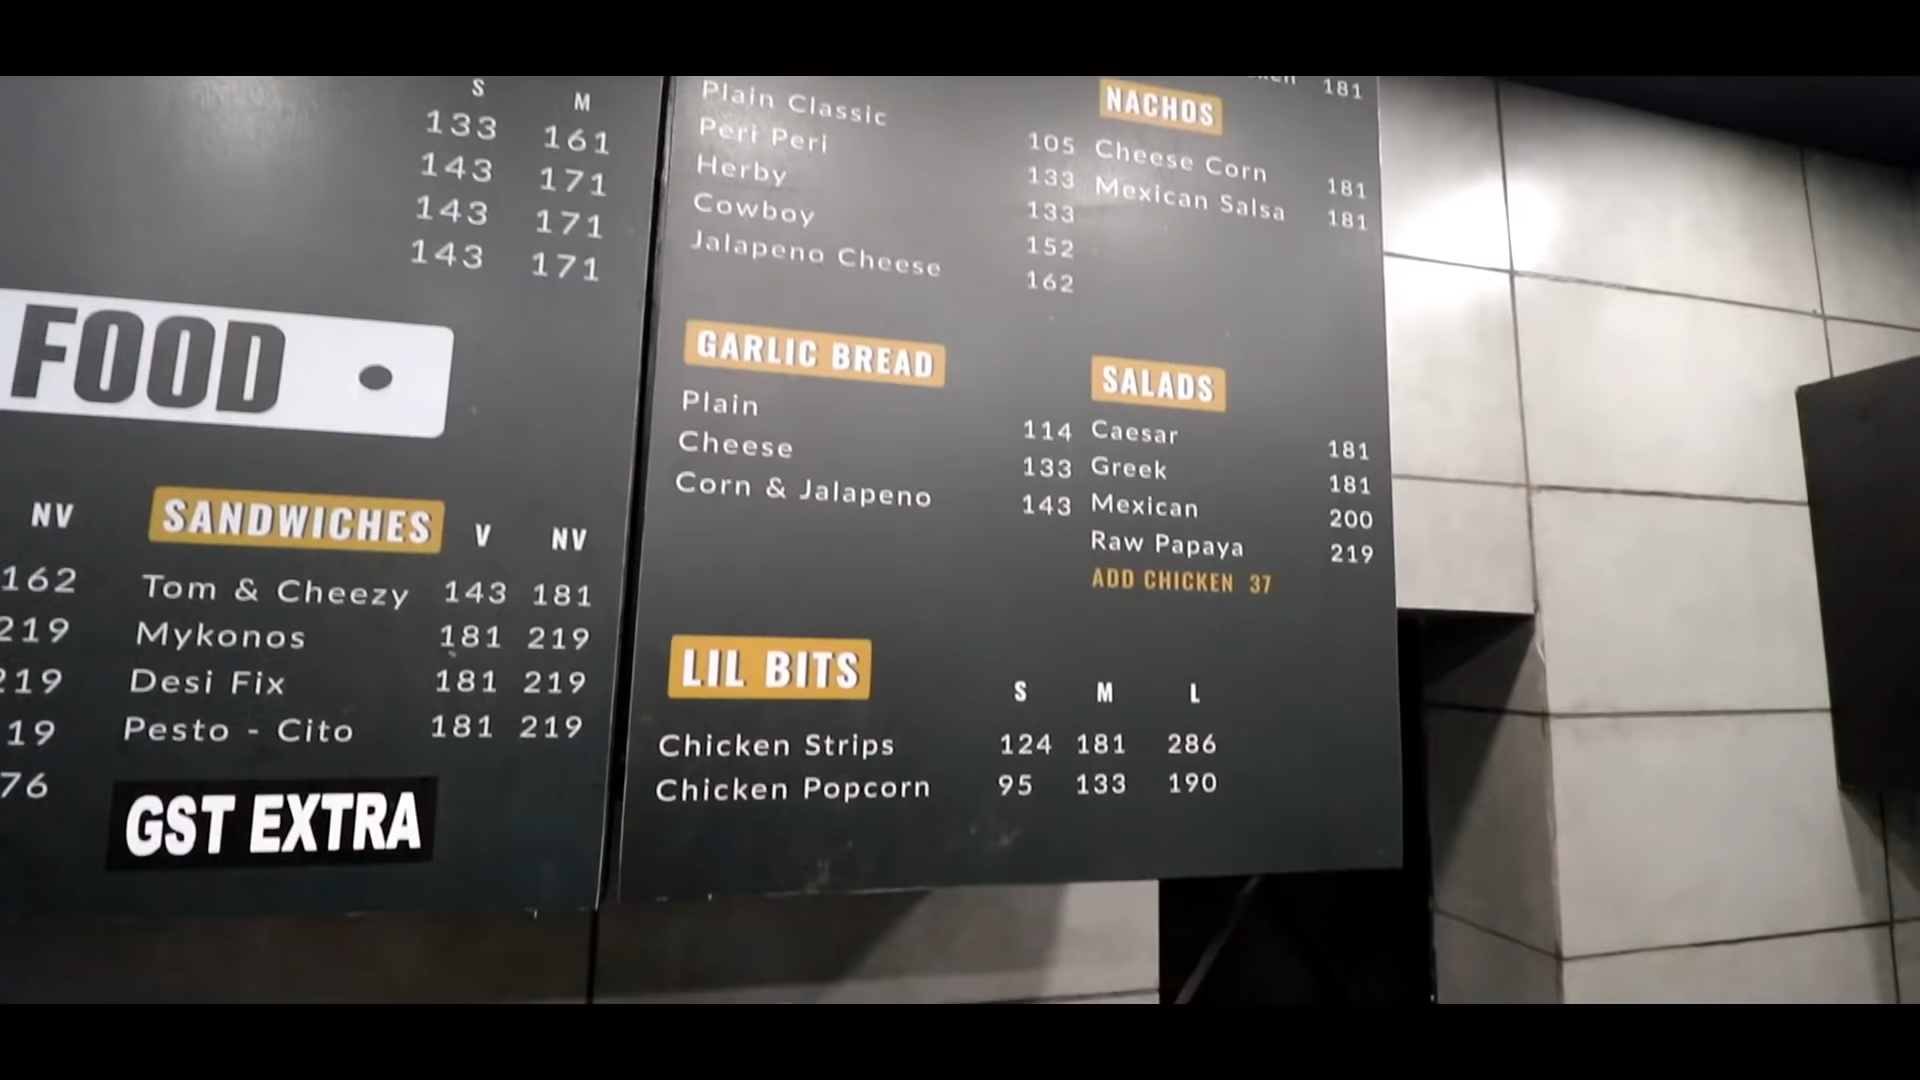 S M
133 161
143 171
143 171
143 171
FOOD
NV
162
219
219
19
76
SANDWICHES V NV
Tom & Cheezy 143 181
Mykonos 181 219
Desi Fix 181 219
Pesto - Cito 181 219
GST EXTRA
Plain Classic 105
Peri Peri 133
Herby 133
Cowboy 152
Jalapeno Cheese 162
GARLIC BREAD
Plain 114
Cheese 133
Corn & Jalapeno 143
181
NACHOS
Cheese Corn 181
Mexican Salsa 181
SALADS
Caesar 181
Greek 181
Mexican 200
Raw Papaya 219
ADD CHICKEN 37
LIL BITS S M L
Chicken Strips 124 181 286
Chicken Popcorn 95 133 190